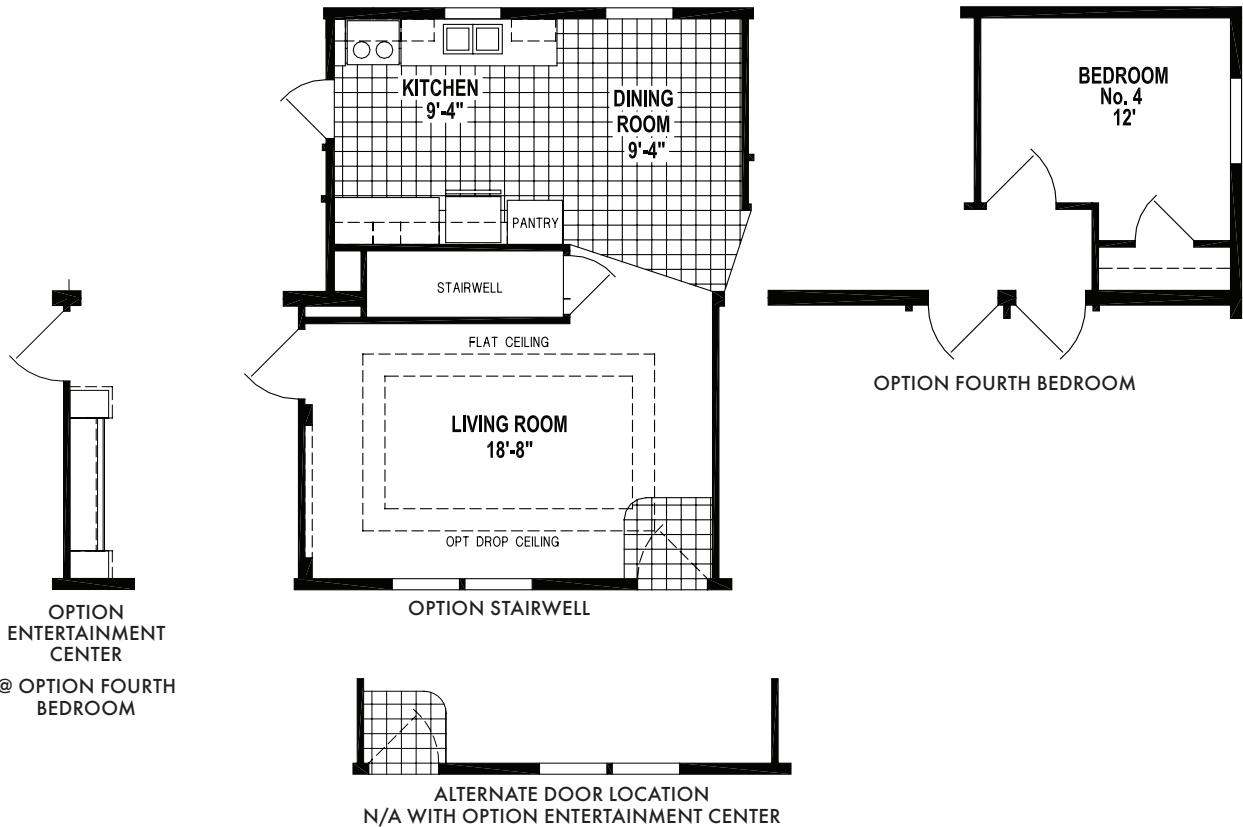 KITCHEN
9'-4"
DINING
ROOM
9'-4"
PANTRY
STAIRWELL
FLAT CEILING
LIVING ROOM
18'-8"
OPT DROP CEILING
OPTION STAIRWELL
BEDROOM
No. 4
12'
OPTION FOURTH BEDROOM
OPTION
ENTERTAINMENT
CENTER
@ OPTION FOURTH
BEDROOM
ALTERNATE DOOR LOCATION
N/A WITH OPTION ENTERTAINMENT CENTER